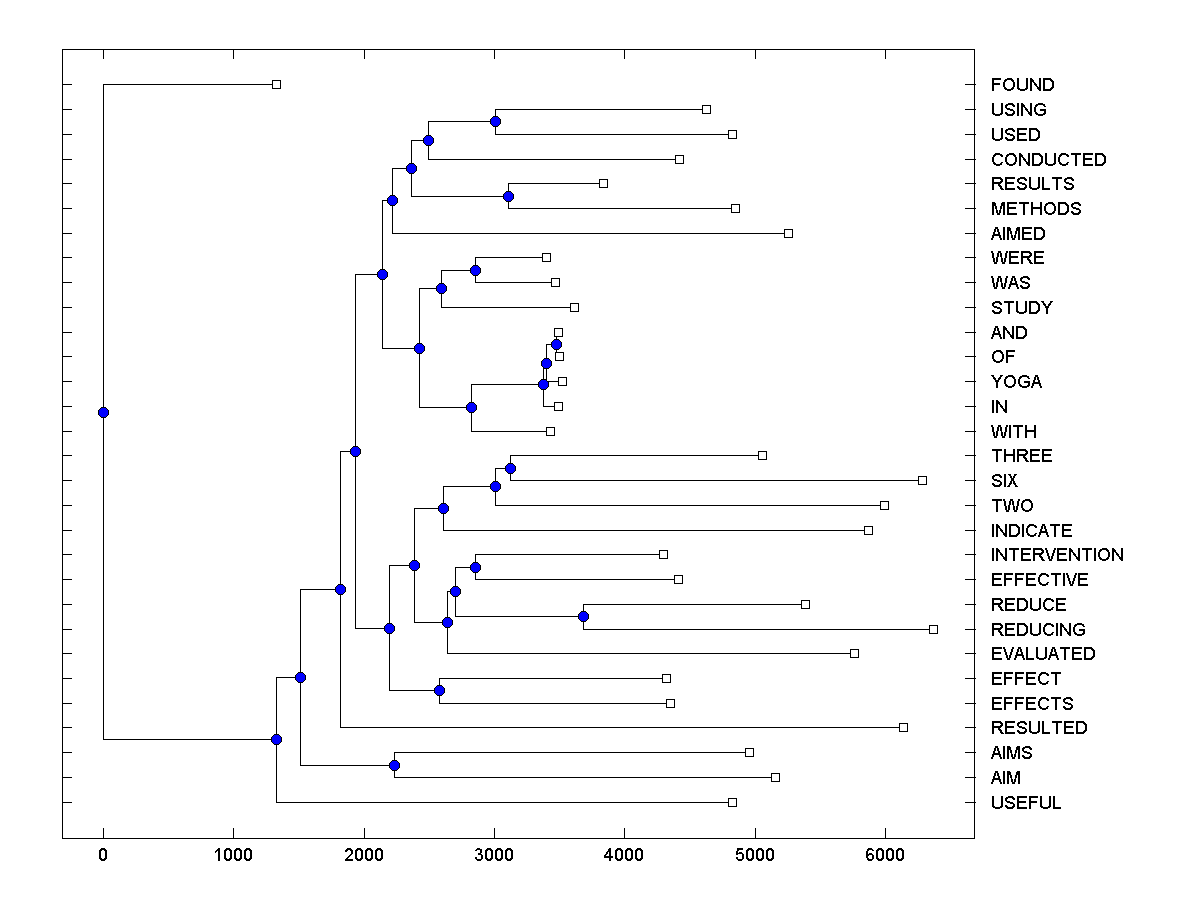 FOUND
USING
USED
CONDUCTED
RESULTS
METHODS
AIMED
WERE
WAS
STUDY
AND
OF
YOGA
IN
WITH
THREE
SIX
TWO
INDICATE
INTERVENTION
EFFECTIVE
REDUCE
REDUCING
EVALUATED
EFFECT
EFFECTS
RESULTED
AIMS
AIM
USEFUL
0 1000 2000 3000 4000 5000 6000